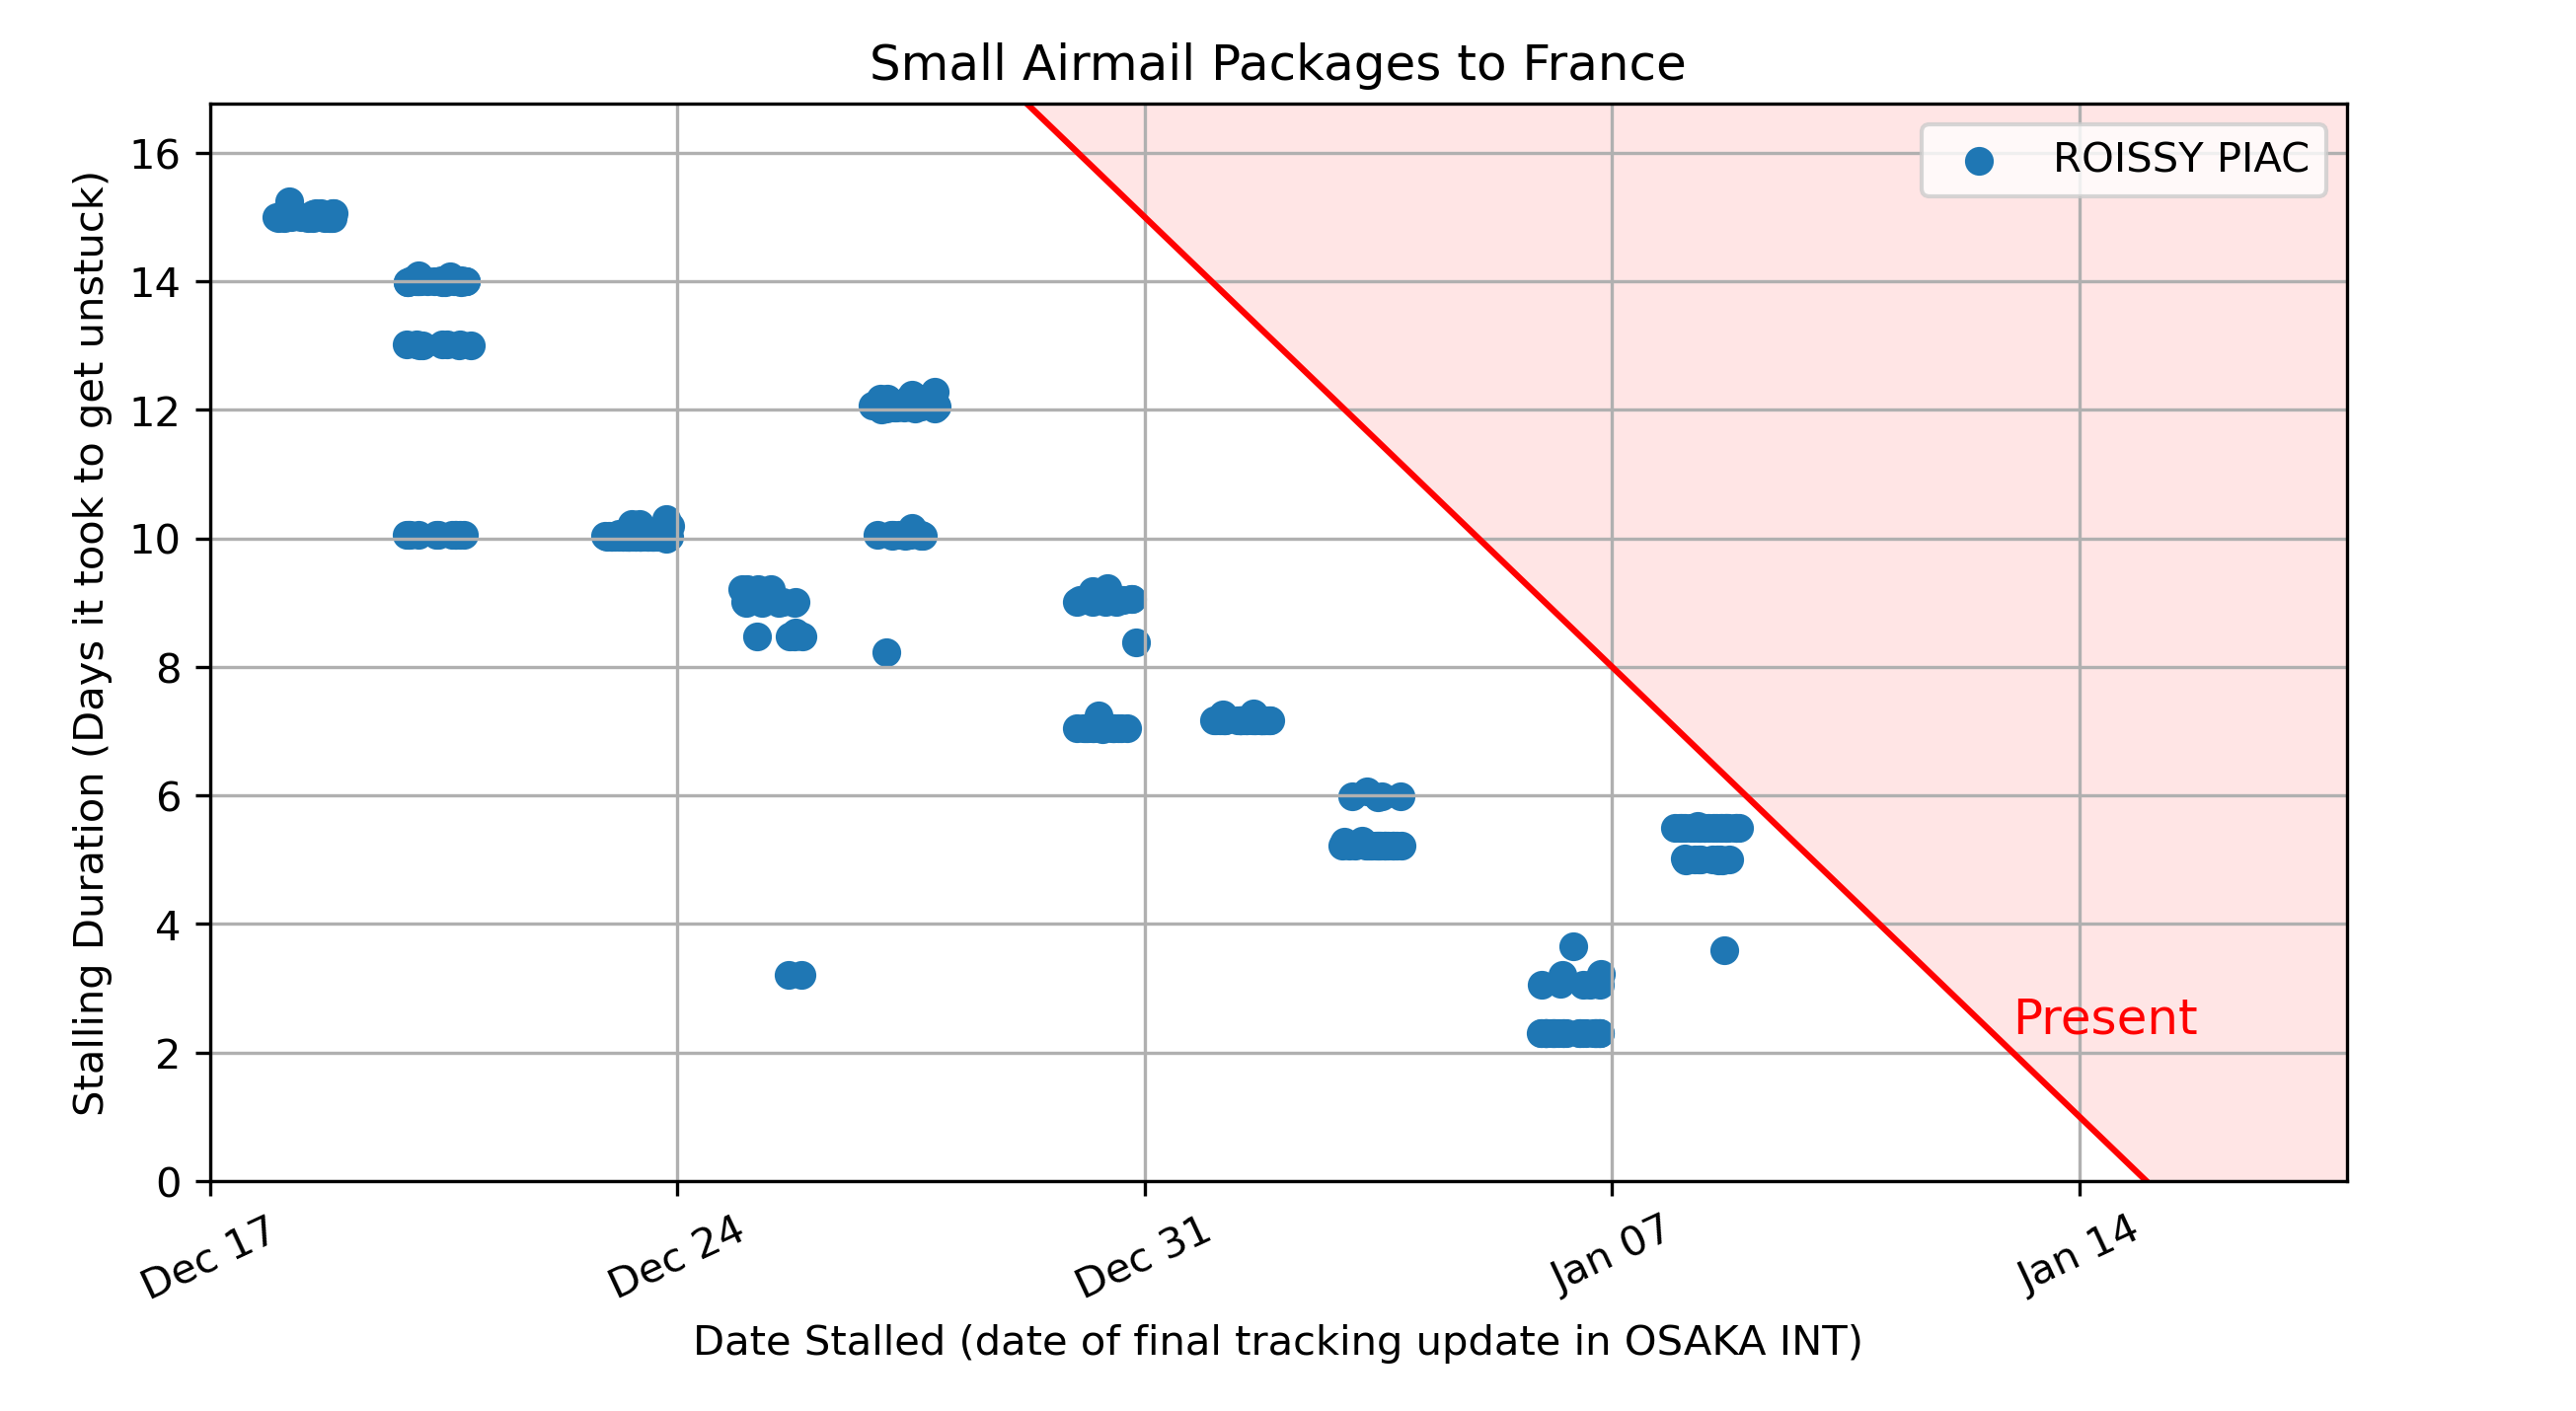 Small Airmail Packages to France
ROISSY PIAC
Stalling Duration (Days it took to get unstuck)
16
14
12
10
8
6
4
2
0
Present
Dec 17
Dec 24
Dec 31
Jan 07
Jan 14
Date Stalled (date of final tracking update in OSAKA INT)